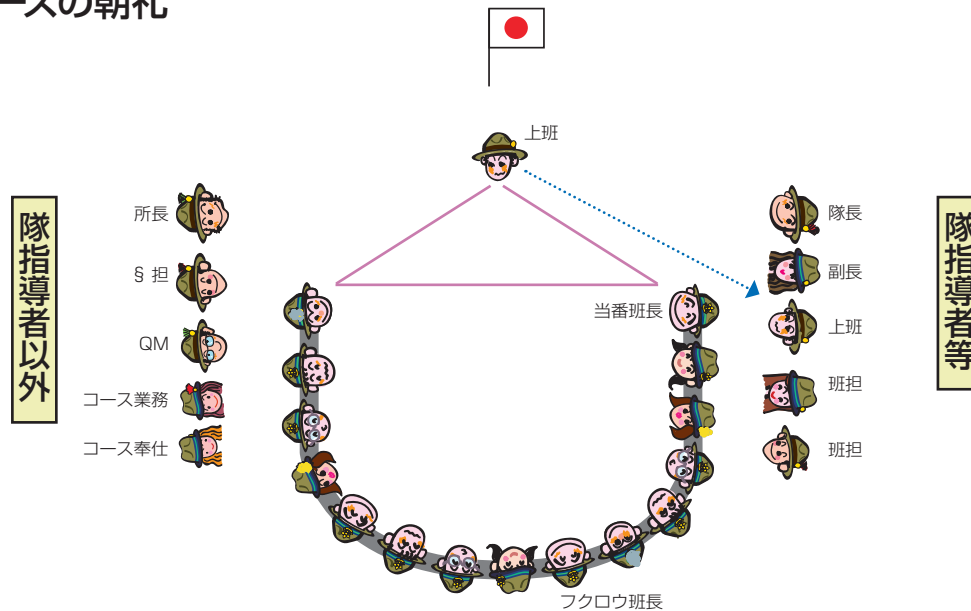 ースの朝礼
上班
隊指導者以外
所長
§ 担
QM
コース業務
コース奉仕
当番班長
フクロウ班長
隊長
副長
上班
班担
班担
隊指導者等